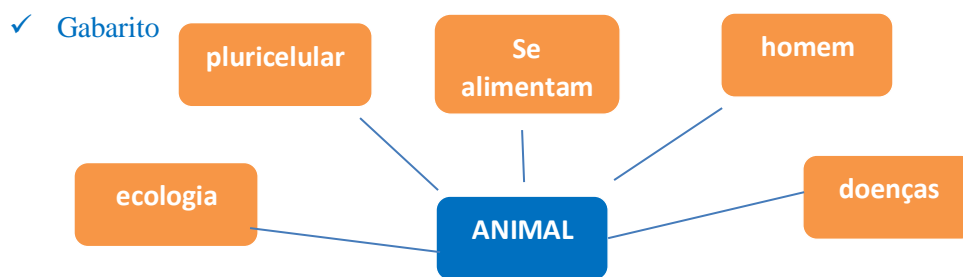 Gabarito
pluricelular
Se
alimentam
homem
ecologia
ANIMAL
doenças